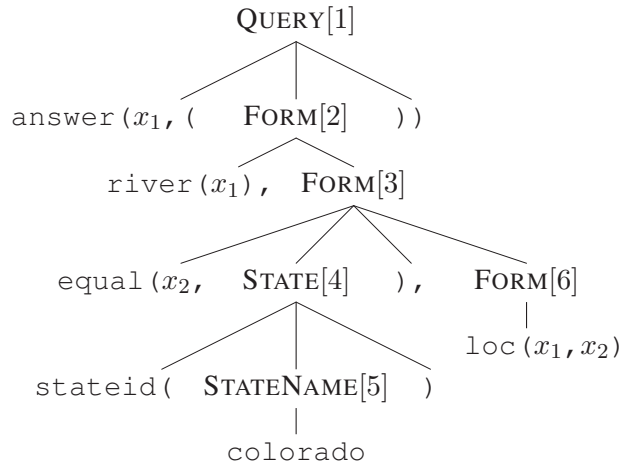 QUERY[1]
answer(x1,( FORM[2] ))
river(x1), FORM[3]
equal(x2, STATE[4] ), FORM[6]
loc(x1,x2)
stateid( STATENAME[5] )
colorado